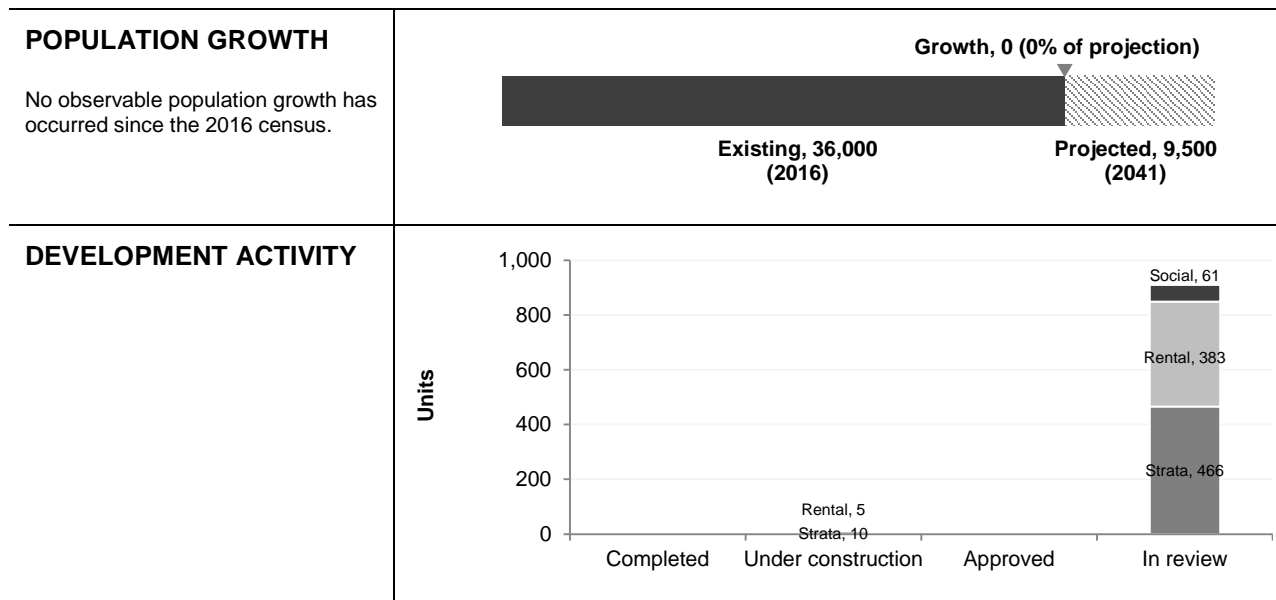 POPULATION GROWTH
No observable population growth has
occurred since the 2016 census.
Growth, 0 (0% of projection)
Existing, 36,000
(2016)
Projected, 9,500
(2041)
DEVELOPMENT ACTIVITY
Units
1,000
800
600
400
200
0
Rental, 5
Strata, 10
Social, 61
Rental, 383
Strata, 466
Completed
Under construction
Approved
In review